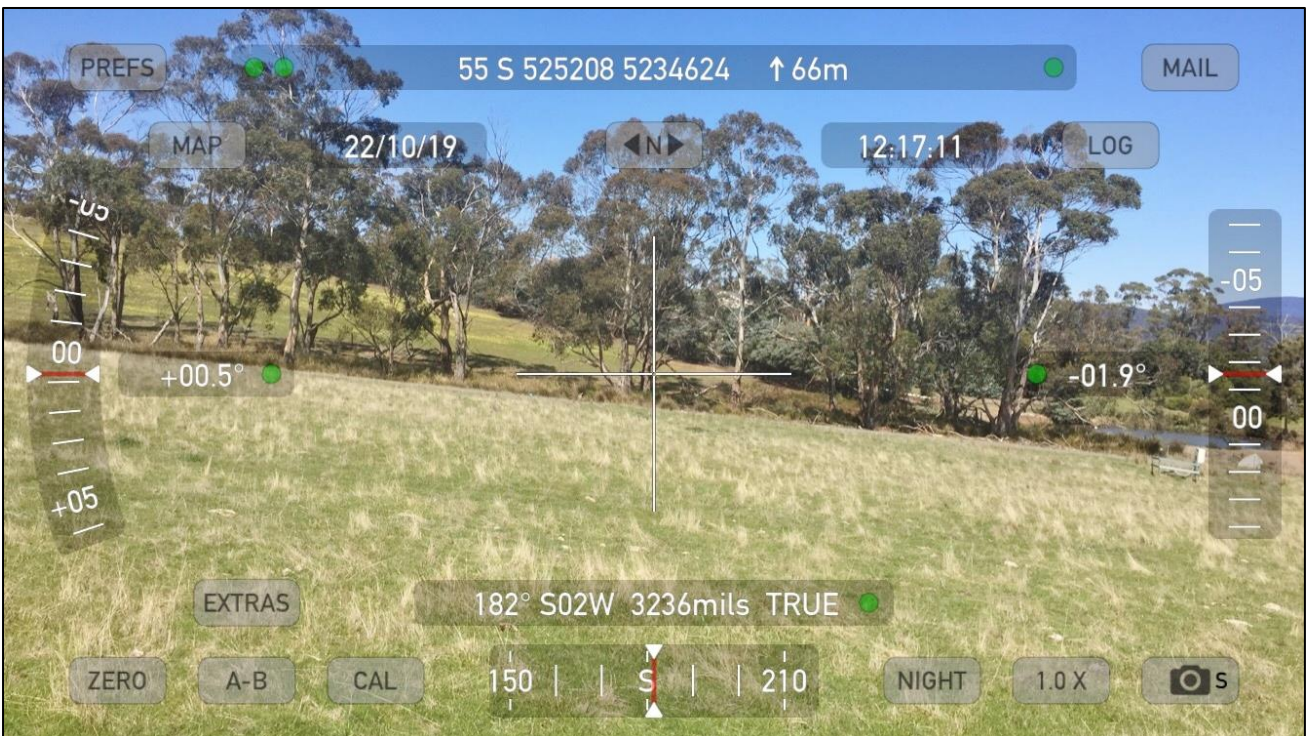 PREFS 55 S 525208 5234624 ↑ 66m MAIL
MAP 22/10/19 ◀N▶ 12:17:11 LOG
-05
-05
00
+00.5° -01.9°
00
+05
EXTRAS 182° S02W 3236mils TRUE
ZERO A-B CAL 150 S 210 NIGHT 1.0 X S